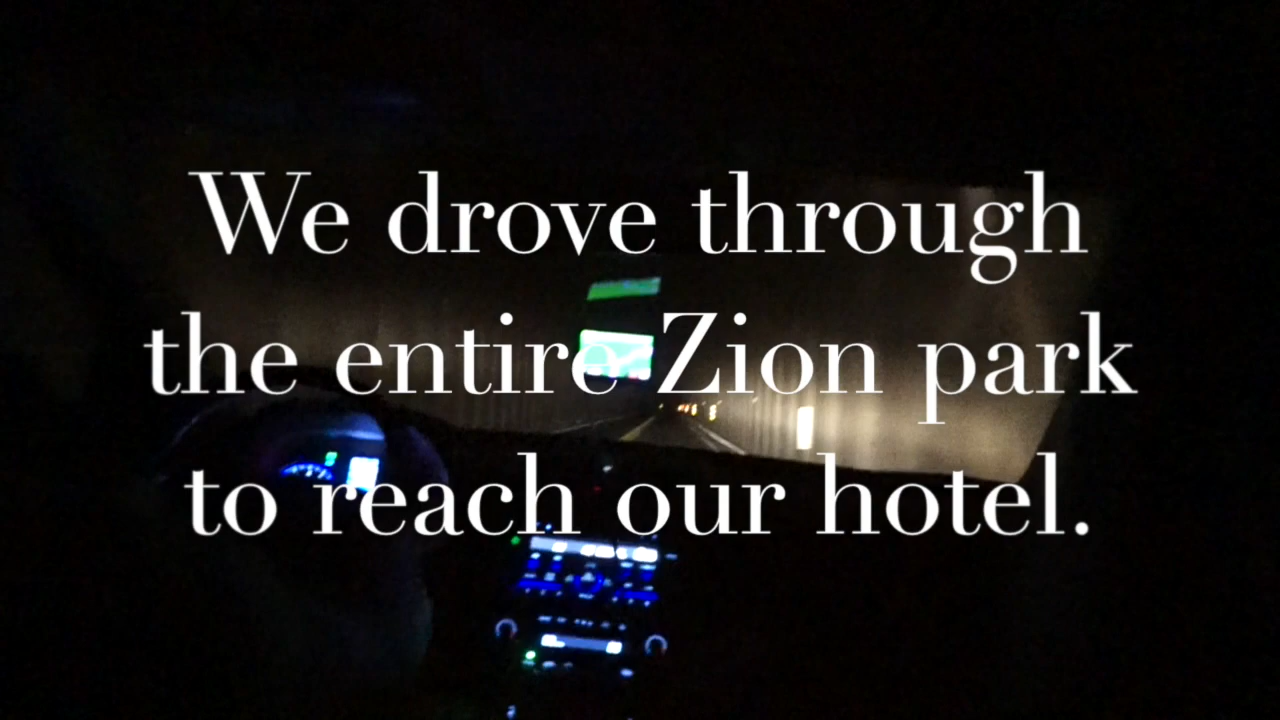 We drove through
the entire Zion park
to reach our hotel.